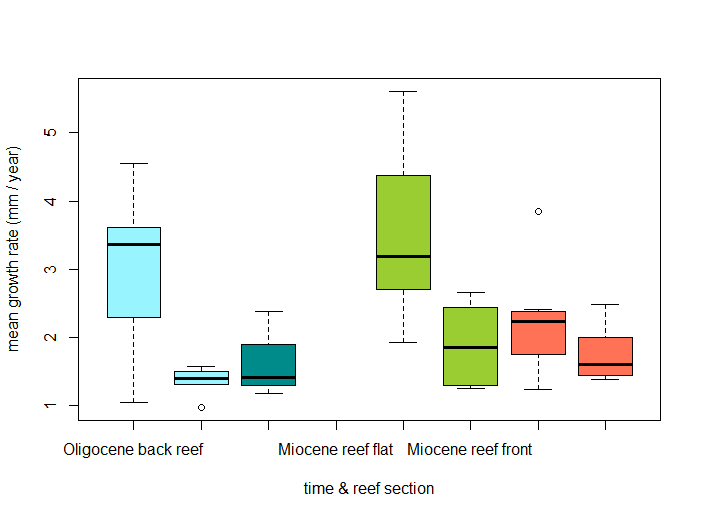 mean growth rate (mm / year)
5
4
3
2
1
Oligocene back reef Miocene reef flat Miocene reef front
time & reef section